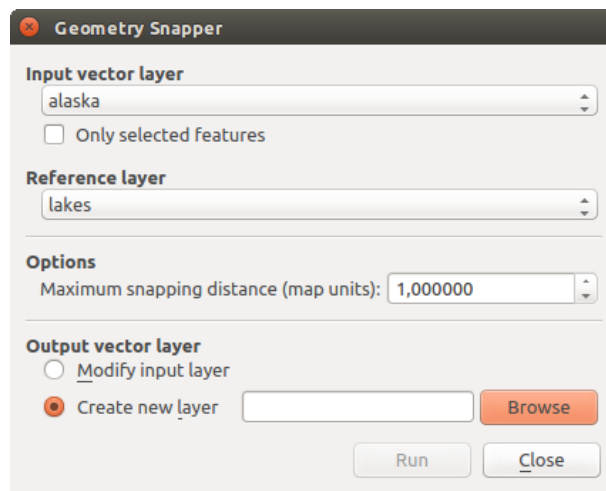 Geometry Snapper
Input vector layer
alaska
Only selected features
Reference layer
lakes
Options
Maximum snapping distance (map units): 1,000000
Output vector layer
Modify input layer
Create new layer Browse
Run Close